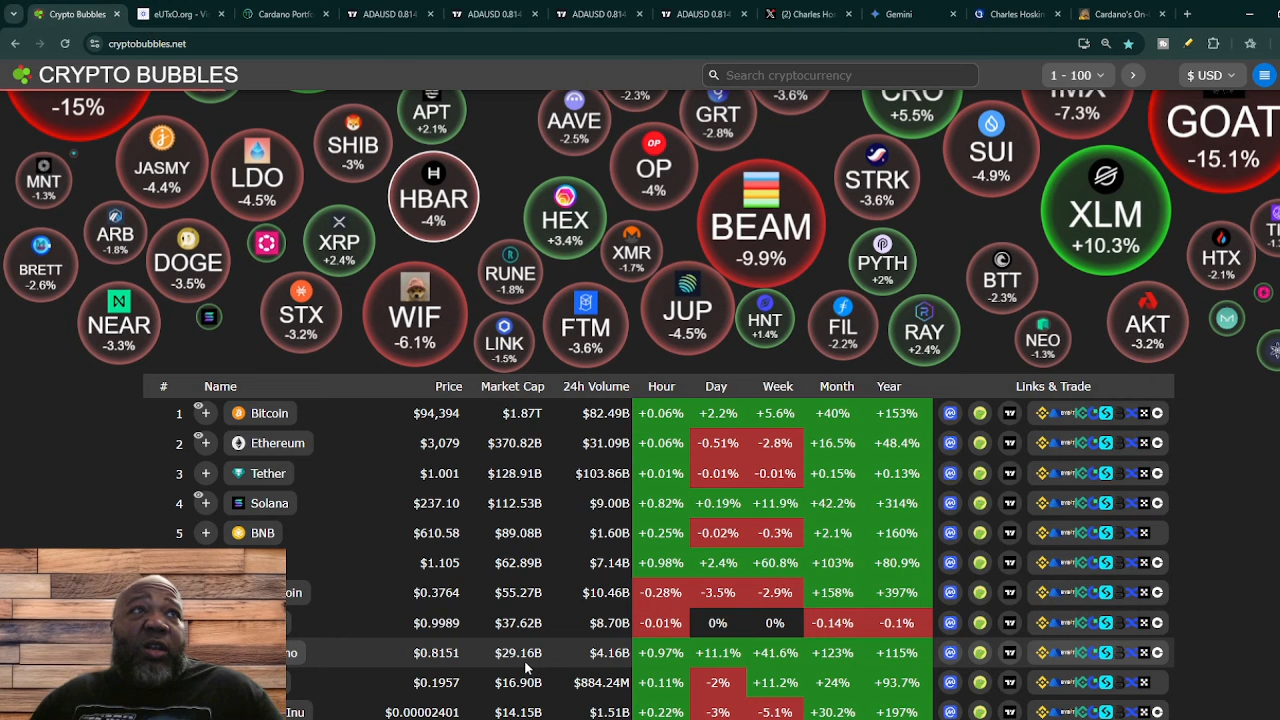 Crypto Bubbles
eUTxO.org - Vi
Cardano Portfo
ADAUSD 0.814
ADAUSD 0.814
ADAUSD 0.814
ADAUSD 0.814
(2) Charles Ho
Gemini
Charles Hoskin
Cardano's On-
cryptobubbles.net
CRYPTO BUBBLES
Search cryptocurrency
1 - 100
$ USD
-15%
APT
+2.1%
AAVE
-2.5%
-2.3%
GRT
-2.8%
-3.6%
CRO
+5.5%
IMX
-7.3%
GOAT
-15.1%
MNT
-1.3%
JASMY
-4.4%
LDO
-4.5%
SHIB
-3%
HBAR
-4%
OP
-4%
STRK
-3.6%
SUI
-4.9%
XLM
+10.3%
ARB
-1.8%
XRP
+2.4%
HEX
+3.4%
XMR
-1.7%
BEAM
-9.9%
PYTH
+2%
HTX
-2.1%
BRETT
-2.6%
DOGE
-3.5%
RUNE
-1.8%
BTT
-2.3%
NEAR
-3.3%
STX
-3.2%
WIF
-6.1%
LINK
-1.5%
FTM
-3.6%
JUP
-4.5%
HNT
+1.4%
FIL
-2.2%
RAY
+2.4%
NEO
-1.3%
AKT
-3.2%
# Name Price Market Cap 24h Volume Hour Day Week Month Year Links & Trade
1 Bitcoin $94,394 $1.87T $82.49B +0.06% +2.2% +5.6% +40% +153%
2 Ethereum $3,079 $370.82B $31.09B +0.06% -0.51% -2.8% +16.5% +48.4%
3 Tether $1.001 $128.91B $103.86B +0.01% -0.01% -0.01% +0.15% +0.13%
4 Solana $237.10 $112.53B $9.00B +0.82% +0.19% +11.9% +42.2% +314%
5 BNB $610.58 $89.08B $1.60B +0.25% -0.02% -0.3% +2.1% +160%
$1.105 $62.89B $7.14B +0.98% +2.4% +60.8% +103% +80.9%
oin $0.3764 $55.27B $10.46B -0.28% -3.5% -2.9% +158% +397%
$0.9989 $37.62B $8.70B -0.01% 0% 0% -0.14% -0.1%
no $0.8151 $29.16B $4.16B +0.97% +11.1% +41.6% +123% +115%
$0.1957 $16.90B $884.24M +0.11% -2% +11.2% +24% +93.7%
Inu $0.00002401 $14.15B $1.51B +0.22% -3% -5.1% +30.2% +197%